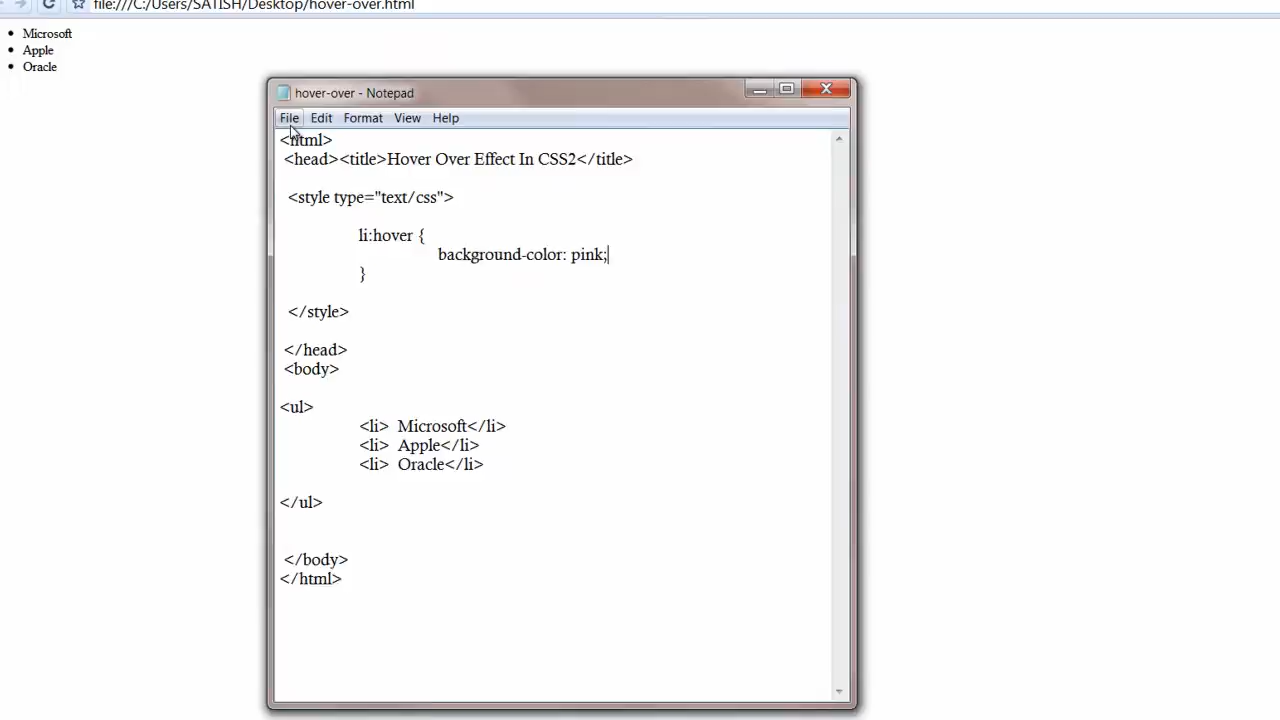 file:///C:/Users/SATISH/Desktop/hover-over.html
Microsoft
Apple
Oracle
hover-over - Notepad
File Edit Format View Help
<html>
<head><title>Hover Over Effect In CSS2</title>
<style type="text/css">
li:hover {
background-color: pink;
}
</style>
</head>
<body>
<ul>
<li> Microsoft</li>
<li> Apple</li>
<li> Oracle</li>
</ul>
</body>
</html>